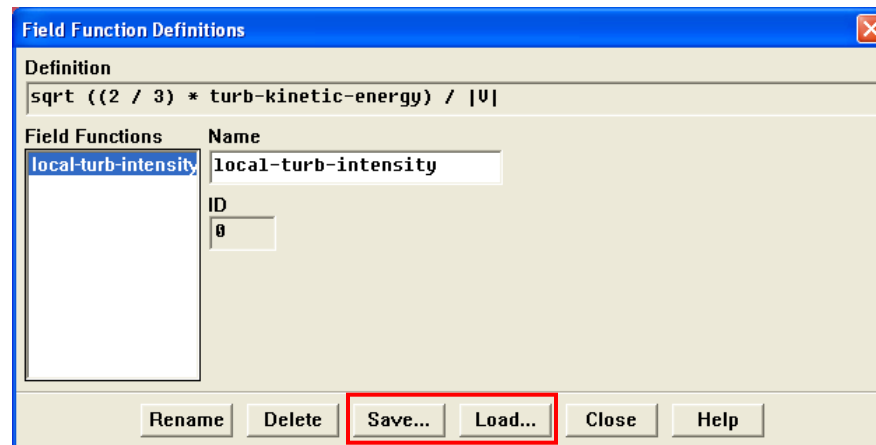 Field Function Definitions
Definition
sqrt ((2 / 3) * turb-kinetic-energy) / |V|
Field Functions
local-turb-intensity
Name
local-turb-intensity
ID
0
Rename Delete Save... Load... Close Help